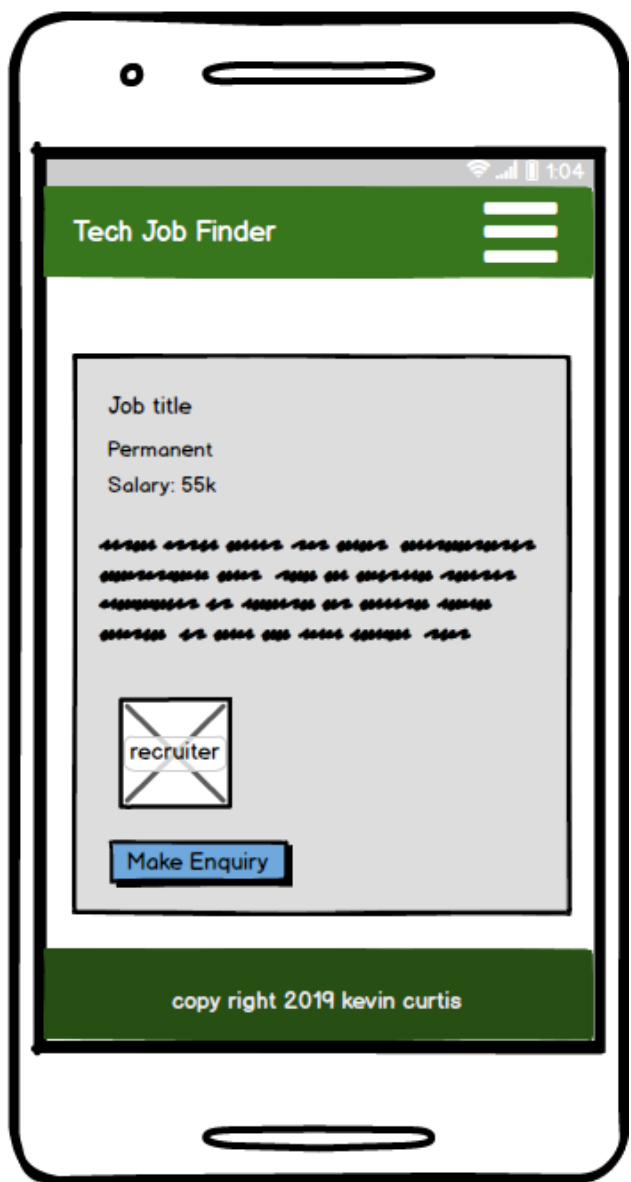 1:04
Tech Job Finder
Job title
Permanent
Salary: 55k
recruiter
Make Enquiry
copy right 2019 kevin curtis